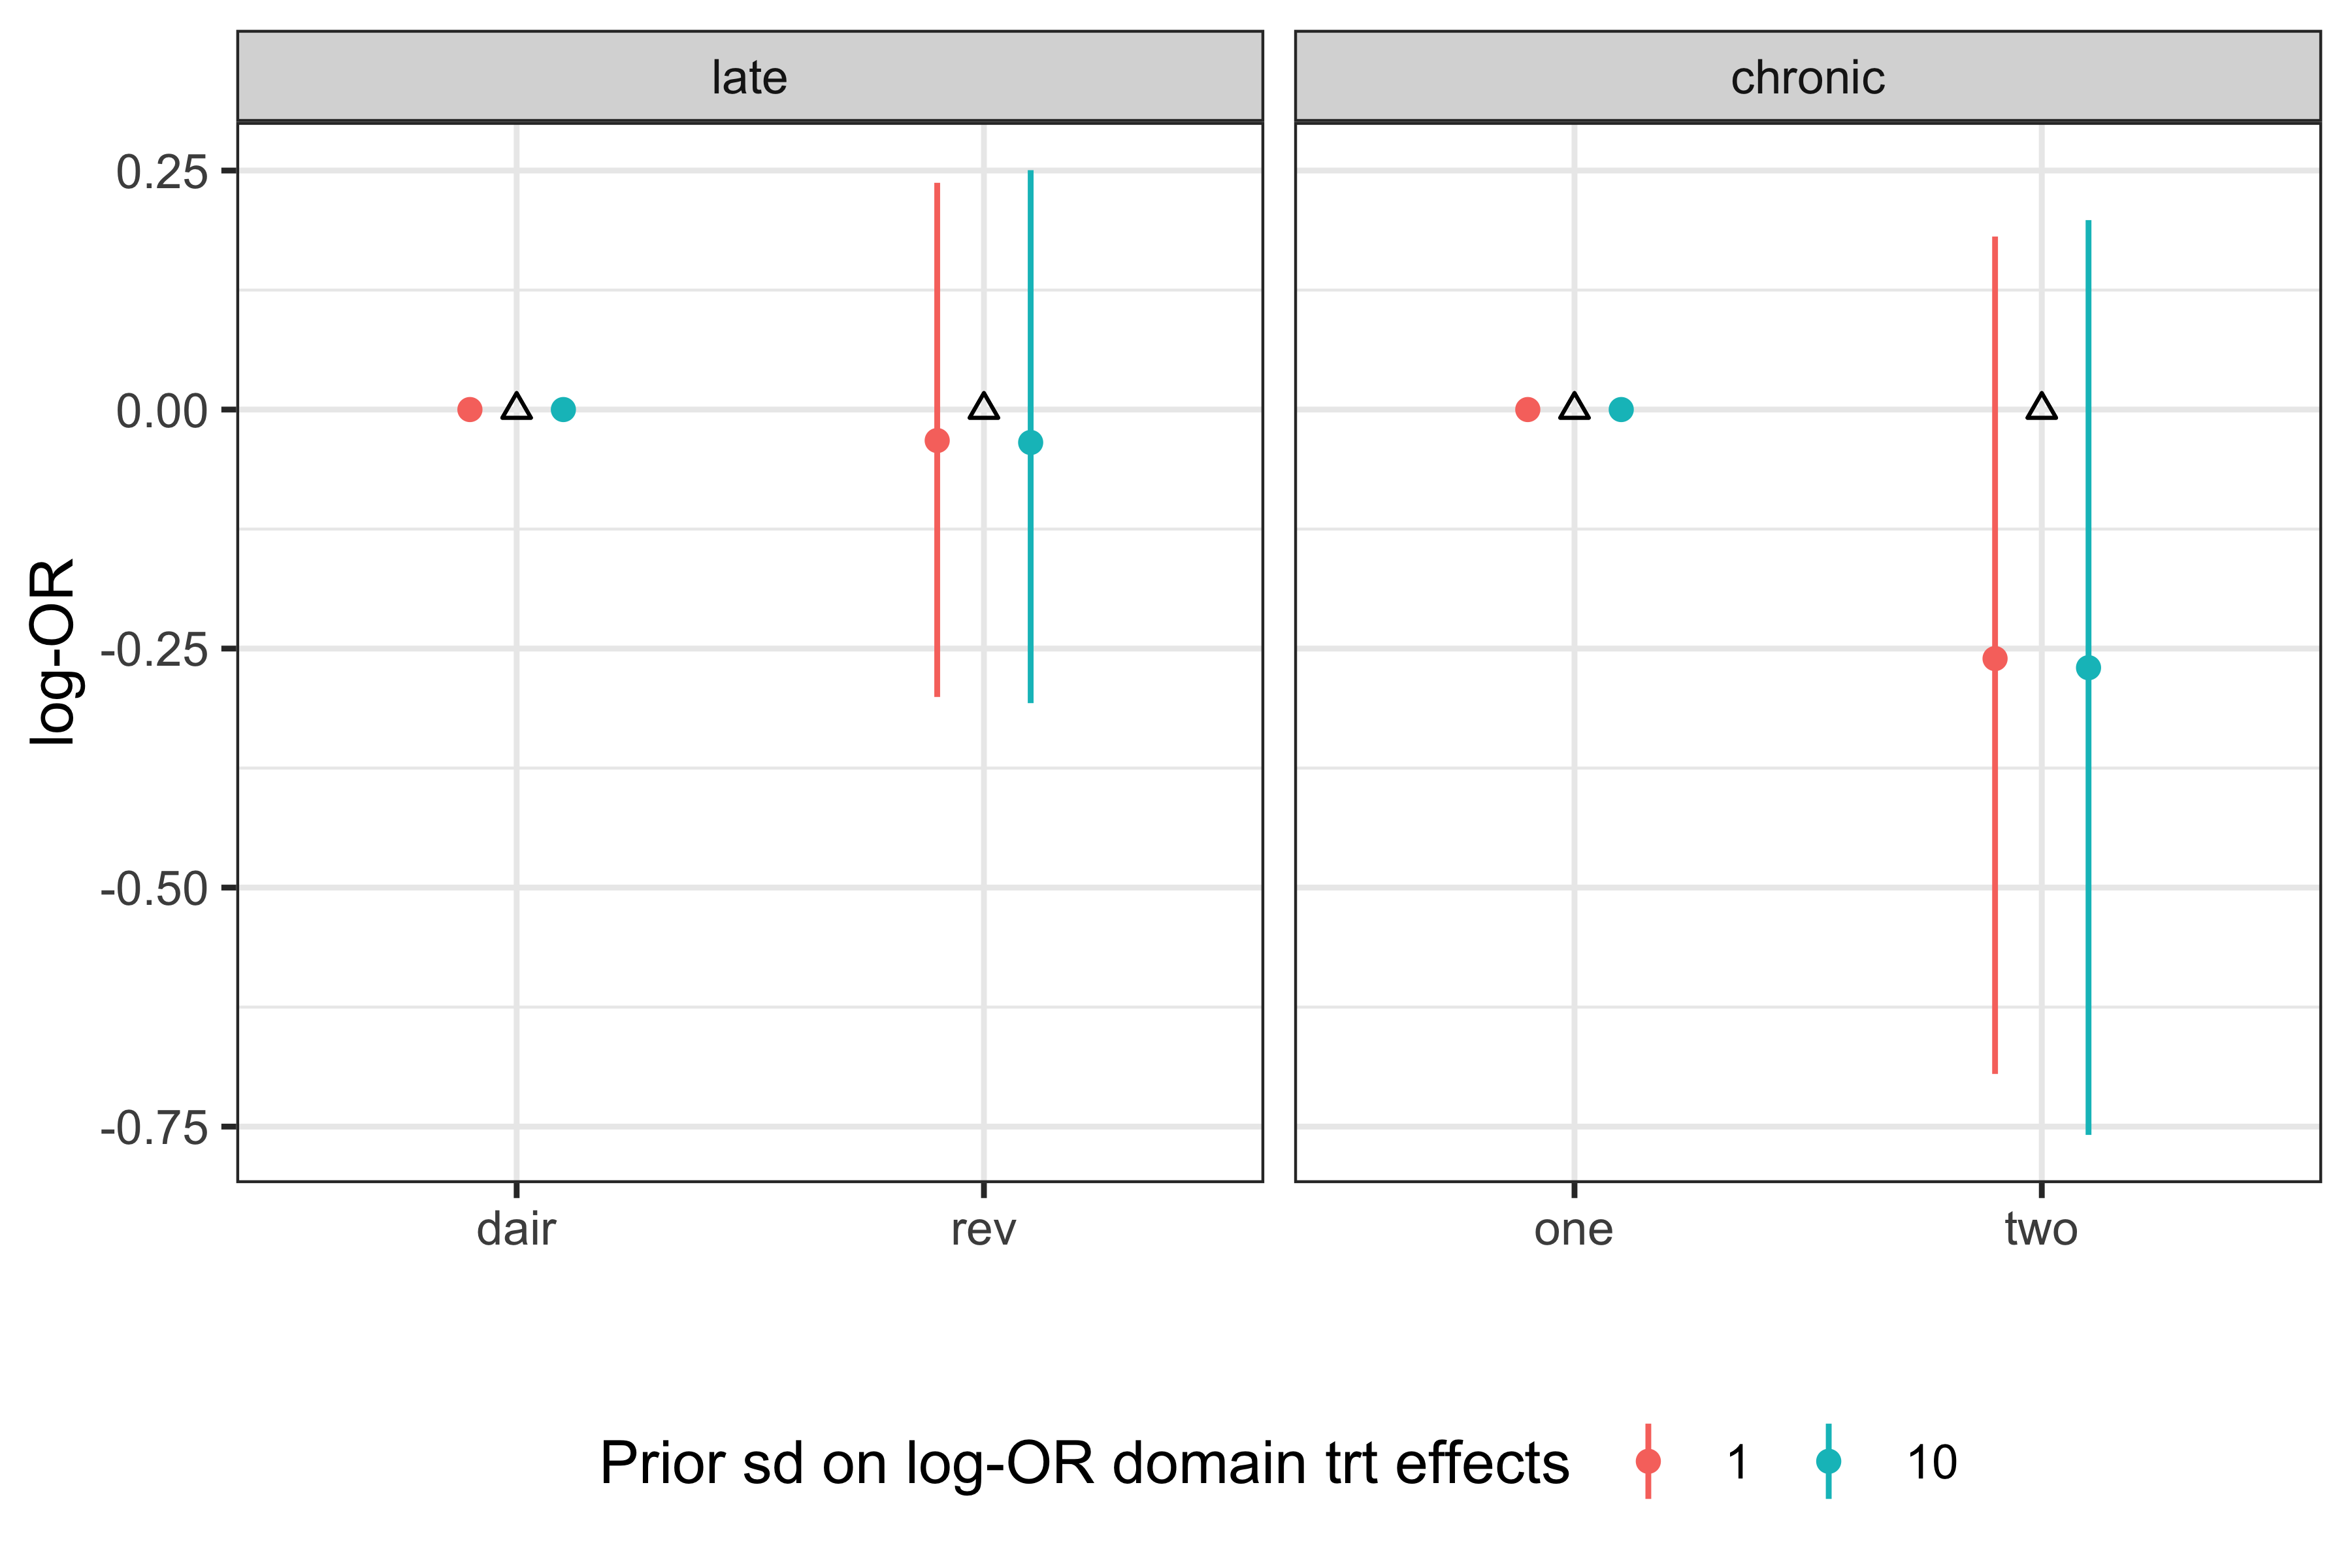 late
chronic
log-OR
0.25
0.00
-0.25
-0.50
-0.75
dair
rev
one
two
Prior sd on log-OR domain trt effects 1 10